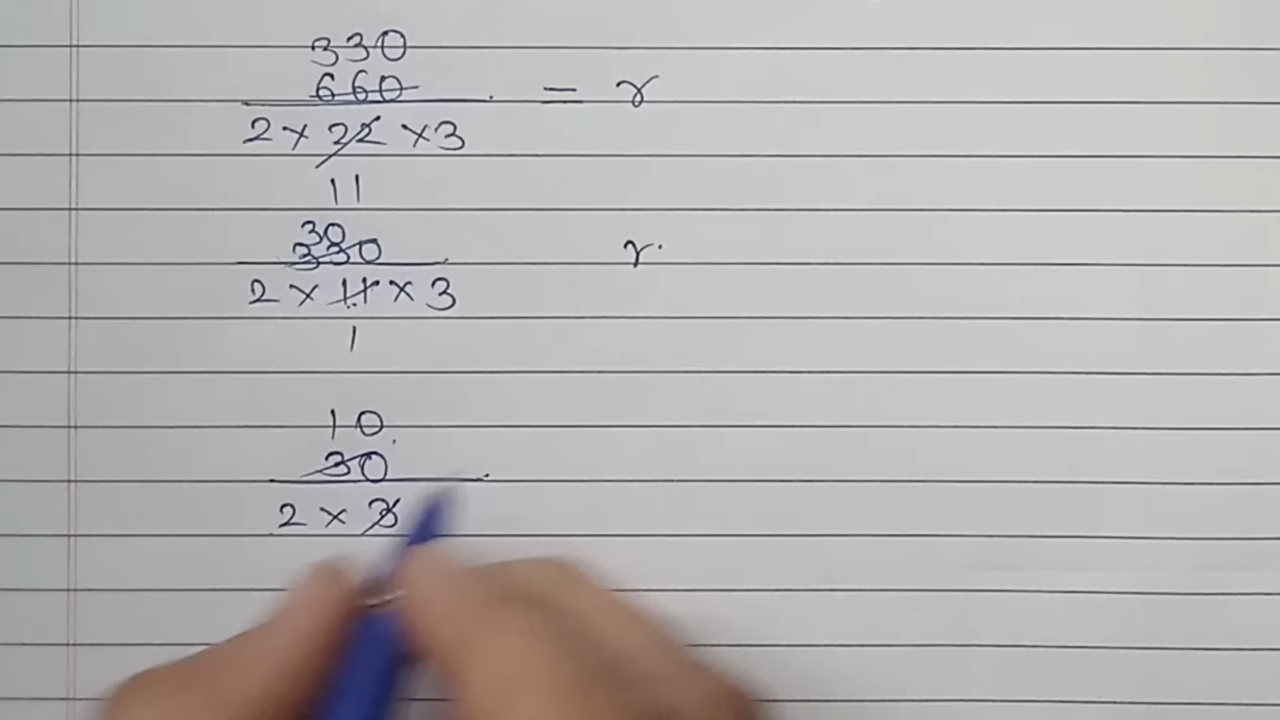 330
660 = r
2 × 22 × 3
11
30
330 r.
2 × 11 × 3
1
10
30
2 × 3